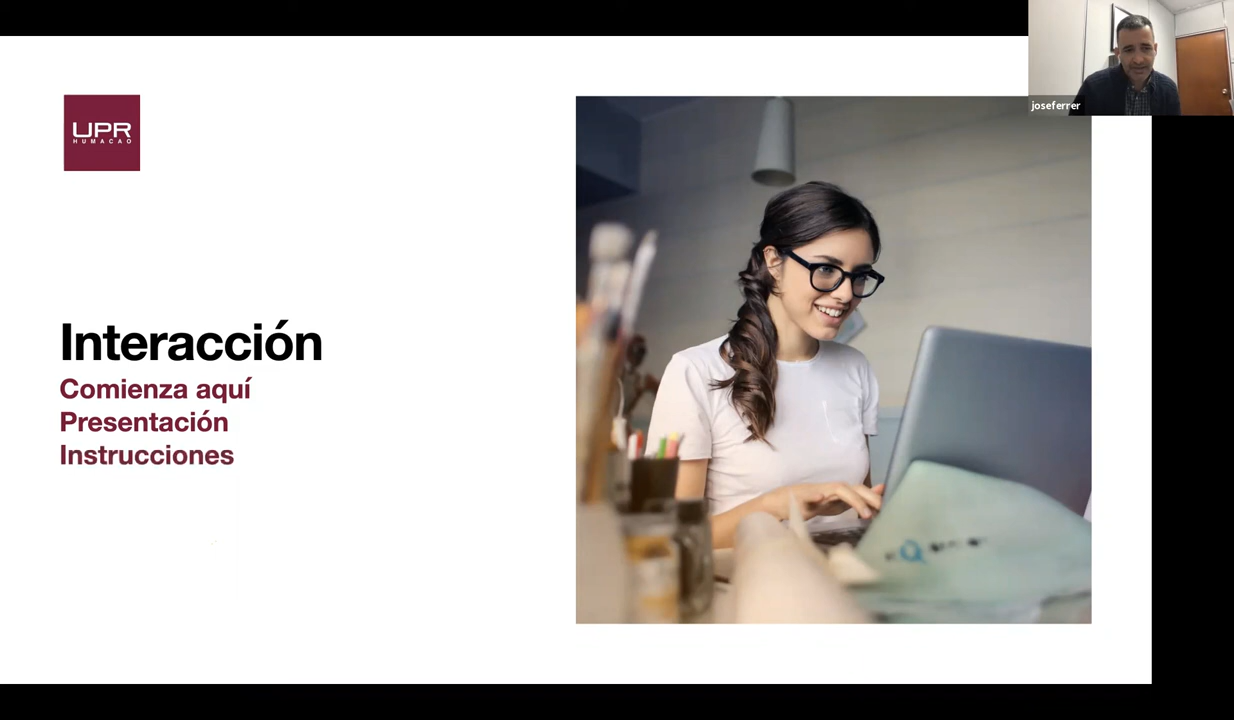 UPR
HUMACAO
joseferrer
Interacción
Comienza aquí
Presentación
Instrucciones